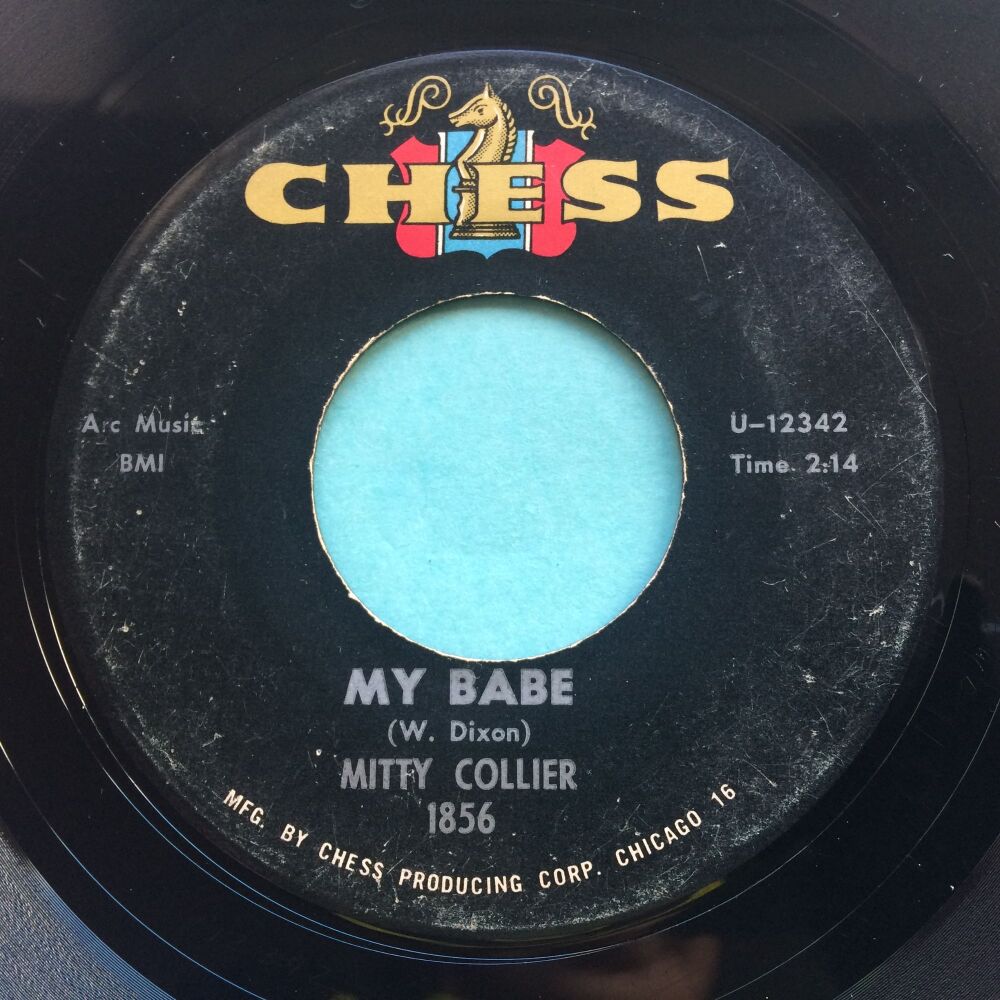 CHESS
Arc Music
BMI
U-12342
Time 2:14
MY BABE
(W. Dixon)
MITTY COLLIER
1856
MFG. BY CHESS PRODUCING CORP. CHICAGO 16